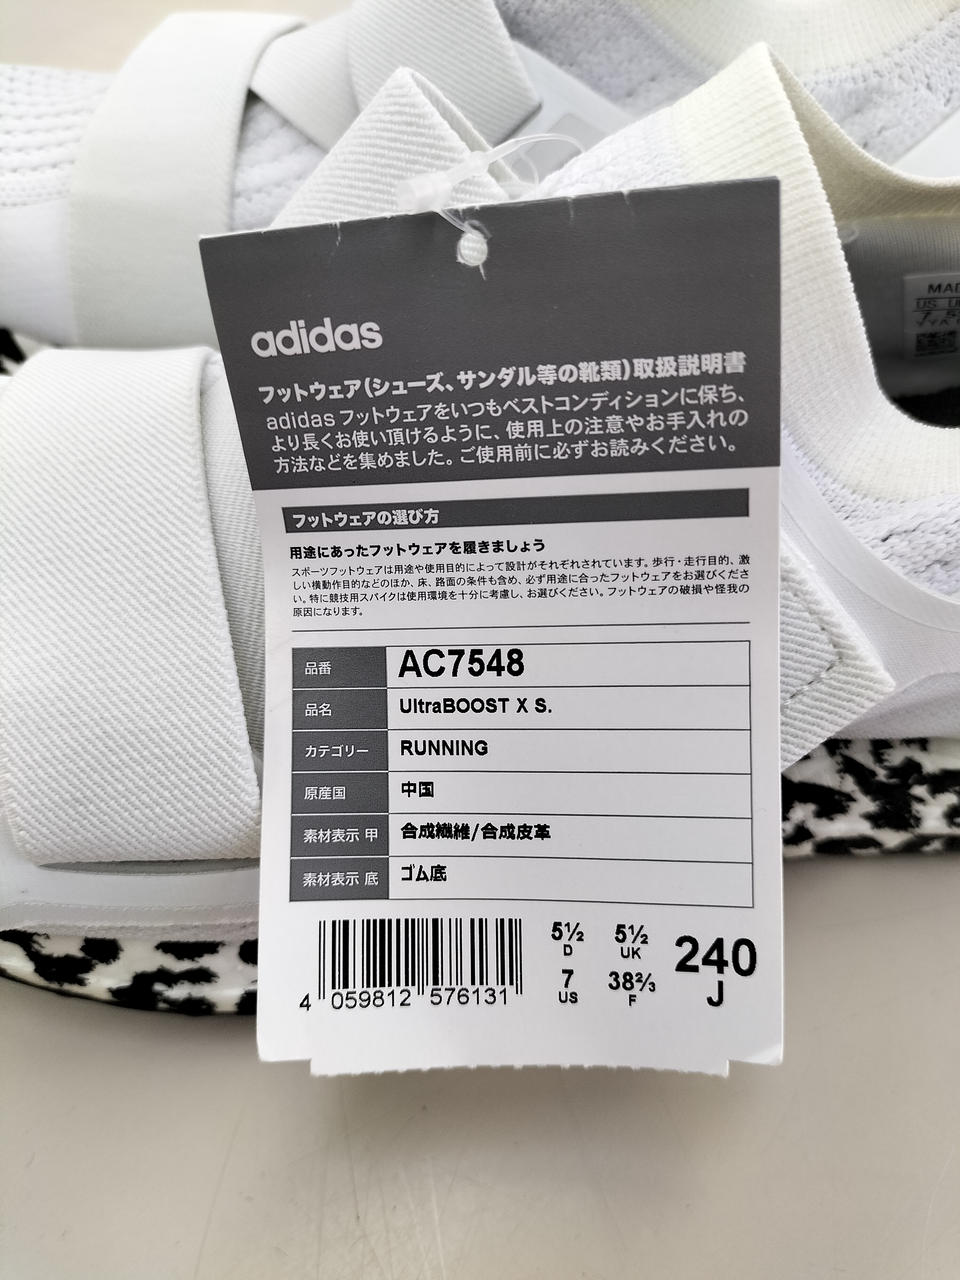 adidas
フットウェア(シューズ、サンダル等の靴類)取扱説明書
adidas フットウェアをいつもベストコンディションに保ち、
より長くお使い頂けるように、使用上の注意やお手入れの
方法などを集めました。ご使用前に必ずお読みください。
フットウェアの選び方
用途にあったフットウェアを履きましょう
スポーツフットウェアは用途や使用目的によって設計がそれぞれされています。歩行・走行目的、激
しい横動作目的などのほか、床、路面の条件も含め、必ず用途に合ったフットウェアをお選びくださ
い。特に競技用スパイクは使用環境を十分に考慮し、お選びください。フットウェアの破損や怪我の
原因になります。
品番 AC7548
品名 UltraBOOST X S.
カテゴリー RUNNING
原産国 中国
素材表示 甲 合成繊維/合成皮革
素材表示 底 ゴム底
5½ D 5½ UK
7 US 38⅔ F
240 J
4 059812 576131